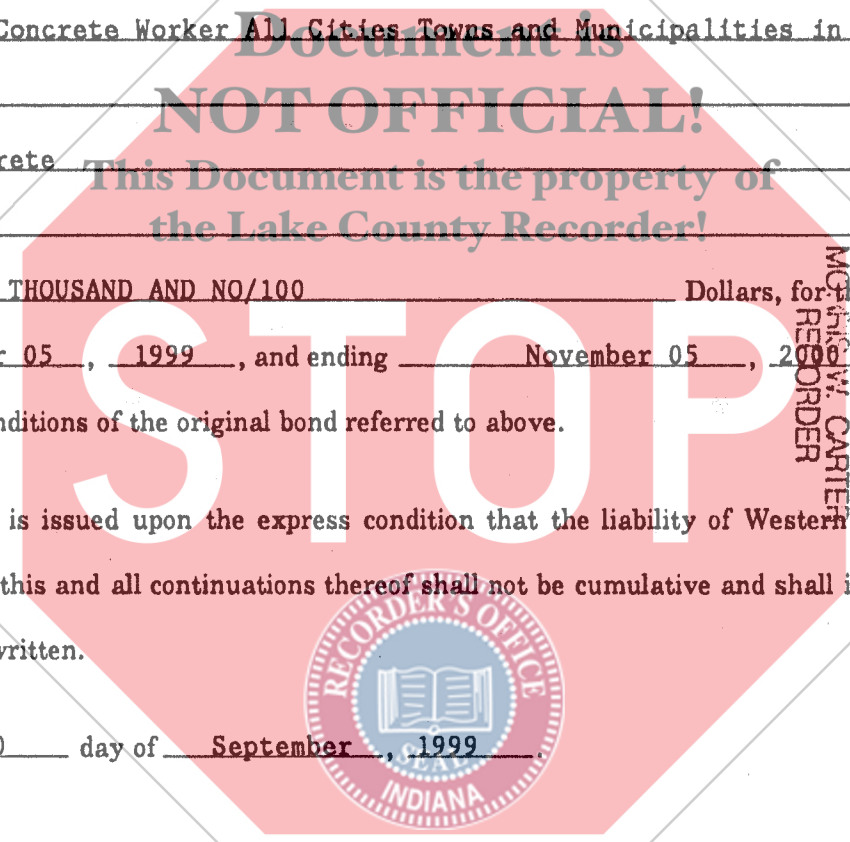 Concrete Worker All Cities Towns and Municipalities in
Document is
NOT OFFICIAL!
rete
This Document is the property of
the Lake County Recorder!
THOUSAND AND NO/100 Dollars, for
05, 1999, and ending November 05, 2000
nditions of the original bond referred to above.
STOP
is issued upon the express condition that the liability of Western
this and all continuations thereof shall not be cumulative and shall
written.
day of September, 1999.
W. CARTER
RECORDER
RECORDER'S OFFICE
SEAL
INDIANA